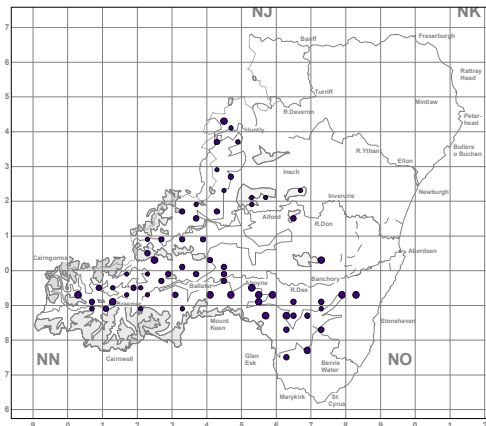 NJ NK
7
Banff Fraserburgh
6
Rattray
Head
5
Turriff
Mintlaw
R.Deveron
Peter-
head
4
Huntly
R.Ythan
Bullers
o Buchan
3
Insch
Ellon
2
Inverurie
Newburgh
Alford
R.Don
1
Aberdeen
Cairngorms
0
Ballater
Aboyne
Banchory
R.Dee
9
Braemar
Mount
Keen
Stonehaven
8
NN
Cairnwell
Glen
Esk
Bervie
Water
NO
7
Marykirk
St
Cyrus
6
9 0 1 2 3 4 5 6 7 8 9 0 1 2